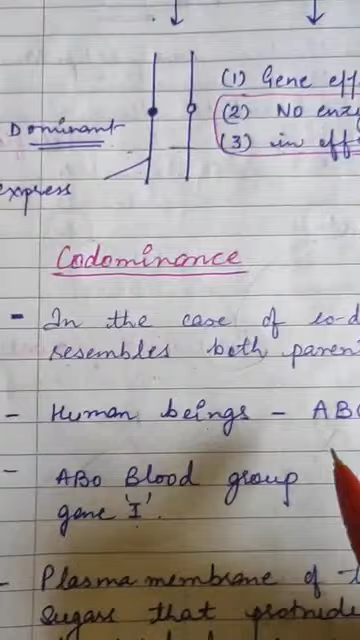 (1) Gene eff
Dominant
(2) No enz
(3) in eff
express
Codominance
- In the case of co-d
resembles both paren
- Human beings - AB
- ABO Blood group
gene 'I'.
- Plasma membrane of
sugars that protrude